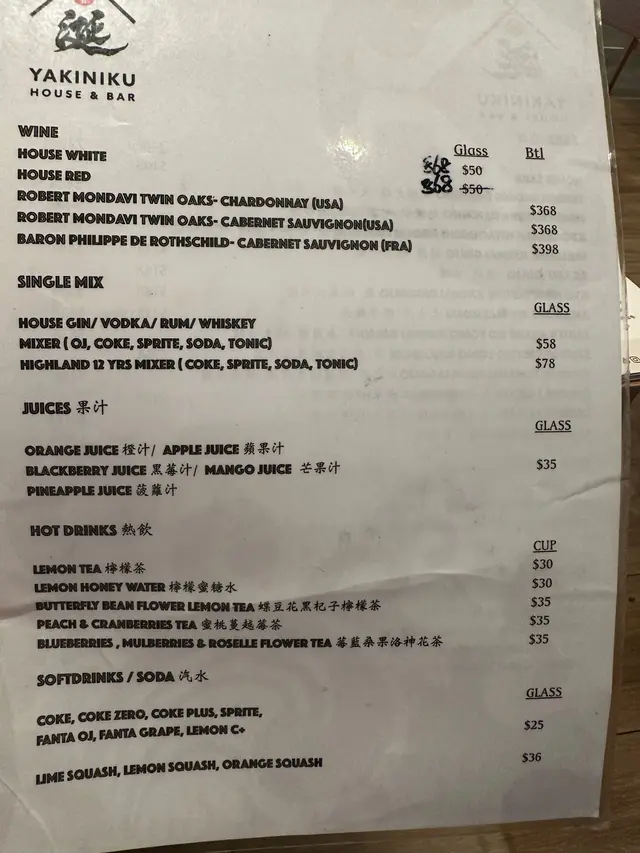 涎
YAKINIKU
HOUSE & BAR
WINE
Glass Btl
HOUSE WHITE $68 $50
HOUSE RED $68 $50
ROBERT MONDAVI TWIN OAKS- CHARDONNAY (USA) $368
ROBERT MONDAVI TWIN OAKS- CABERNET SAUVIGNON(USA) $368
BARON PHILIPPE DE ROTHSCHILD- CABERNET SAUVIGNON (FRA) $398
SINGLE MIX
GLASS
HOUSE GIN/ VODKA/ RUM/ WHISKEY
MIXER ( OJ, COKE, SPRITE, SODA, TONIC) $58
HIGHLAND 12 YRS MIXER ( COKE, SPRITE, SODA, TONIC) $78
JUICES 果汁
GLASS
ORANGE JUICE 橙汁/ APPLE JUICE 蘋果汁
BLACKBERRY JUICE 黑莓汁/ MANGO JUICE 芒果汁 $35
PINEAPPLE JUICE 菠蘿汁
HOT DRINKS 熱飲
CUP
LEMON TEA 檸檬茶 $30
LEMON HONEY WATER 檸檬蜜糖水 $30
BUTTERFLY BEAN FLOWER LEMON TEA 蝶豆花黑杞子檸檬茶 $35
PEACH & CRANBERRIES TEA 蜜桃蔓越莓茶 $35
BLUEBERRIES , MULBERRIES & ROSELLE FLOWER TEA 莓藍桑果洛神花茶 $35
SOFTDRINKS / SODA 汽水
GLASS
COKE, COKE ZERO, COKE PLUS, SPRITE,
FANTA OJ, FANTA GRAPE, LEMON C+ $25
LIME SQUASH, LEMON SQUASH, ORANGE SQUASH $36